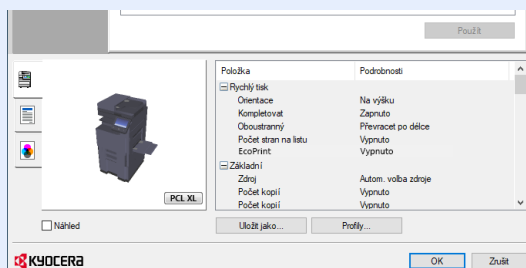 Použít
Položka Podrobnosti
Rychlý tisk
Orientace Na výšku
Kompletovat Zapnuto
Oboustranný Převracet po délce
Počet stran na listu Vypnuto
EcoPrint Vypnuto
Základní
Zdroj Autom. volba zdroje
Počet kopií Vypnuto
Počet kopií Vypnuto
PCL XL
Náhled Uložit jako... Profily...
KYOCERA OK Zrušit